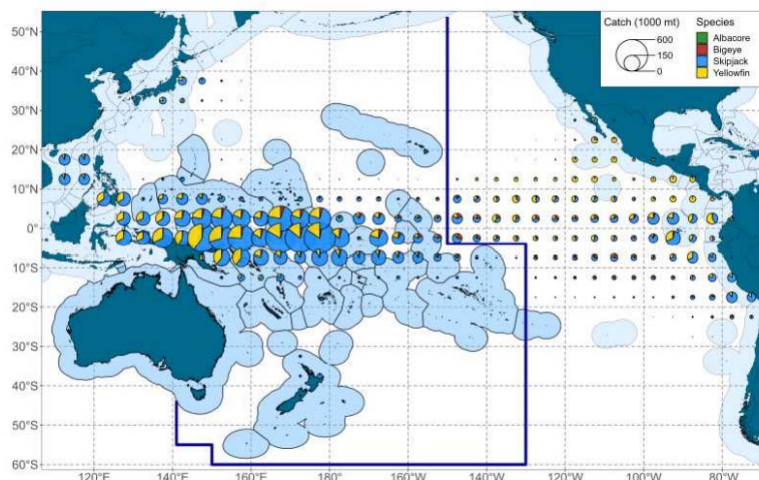 50°N
40°N
30°N
20°N
10°N
0°
10°S
20°S
30°S
40°S
50°S
60°S
120°E 140°E 160°E 180° 160°W 140°W 120°W 100°W 80°W
Catch (1000 mt) Species
600 Albacore
150 Bigeye
0 Skipjack
Yellowfin